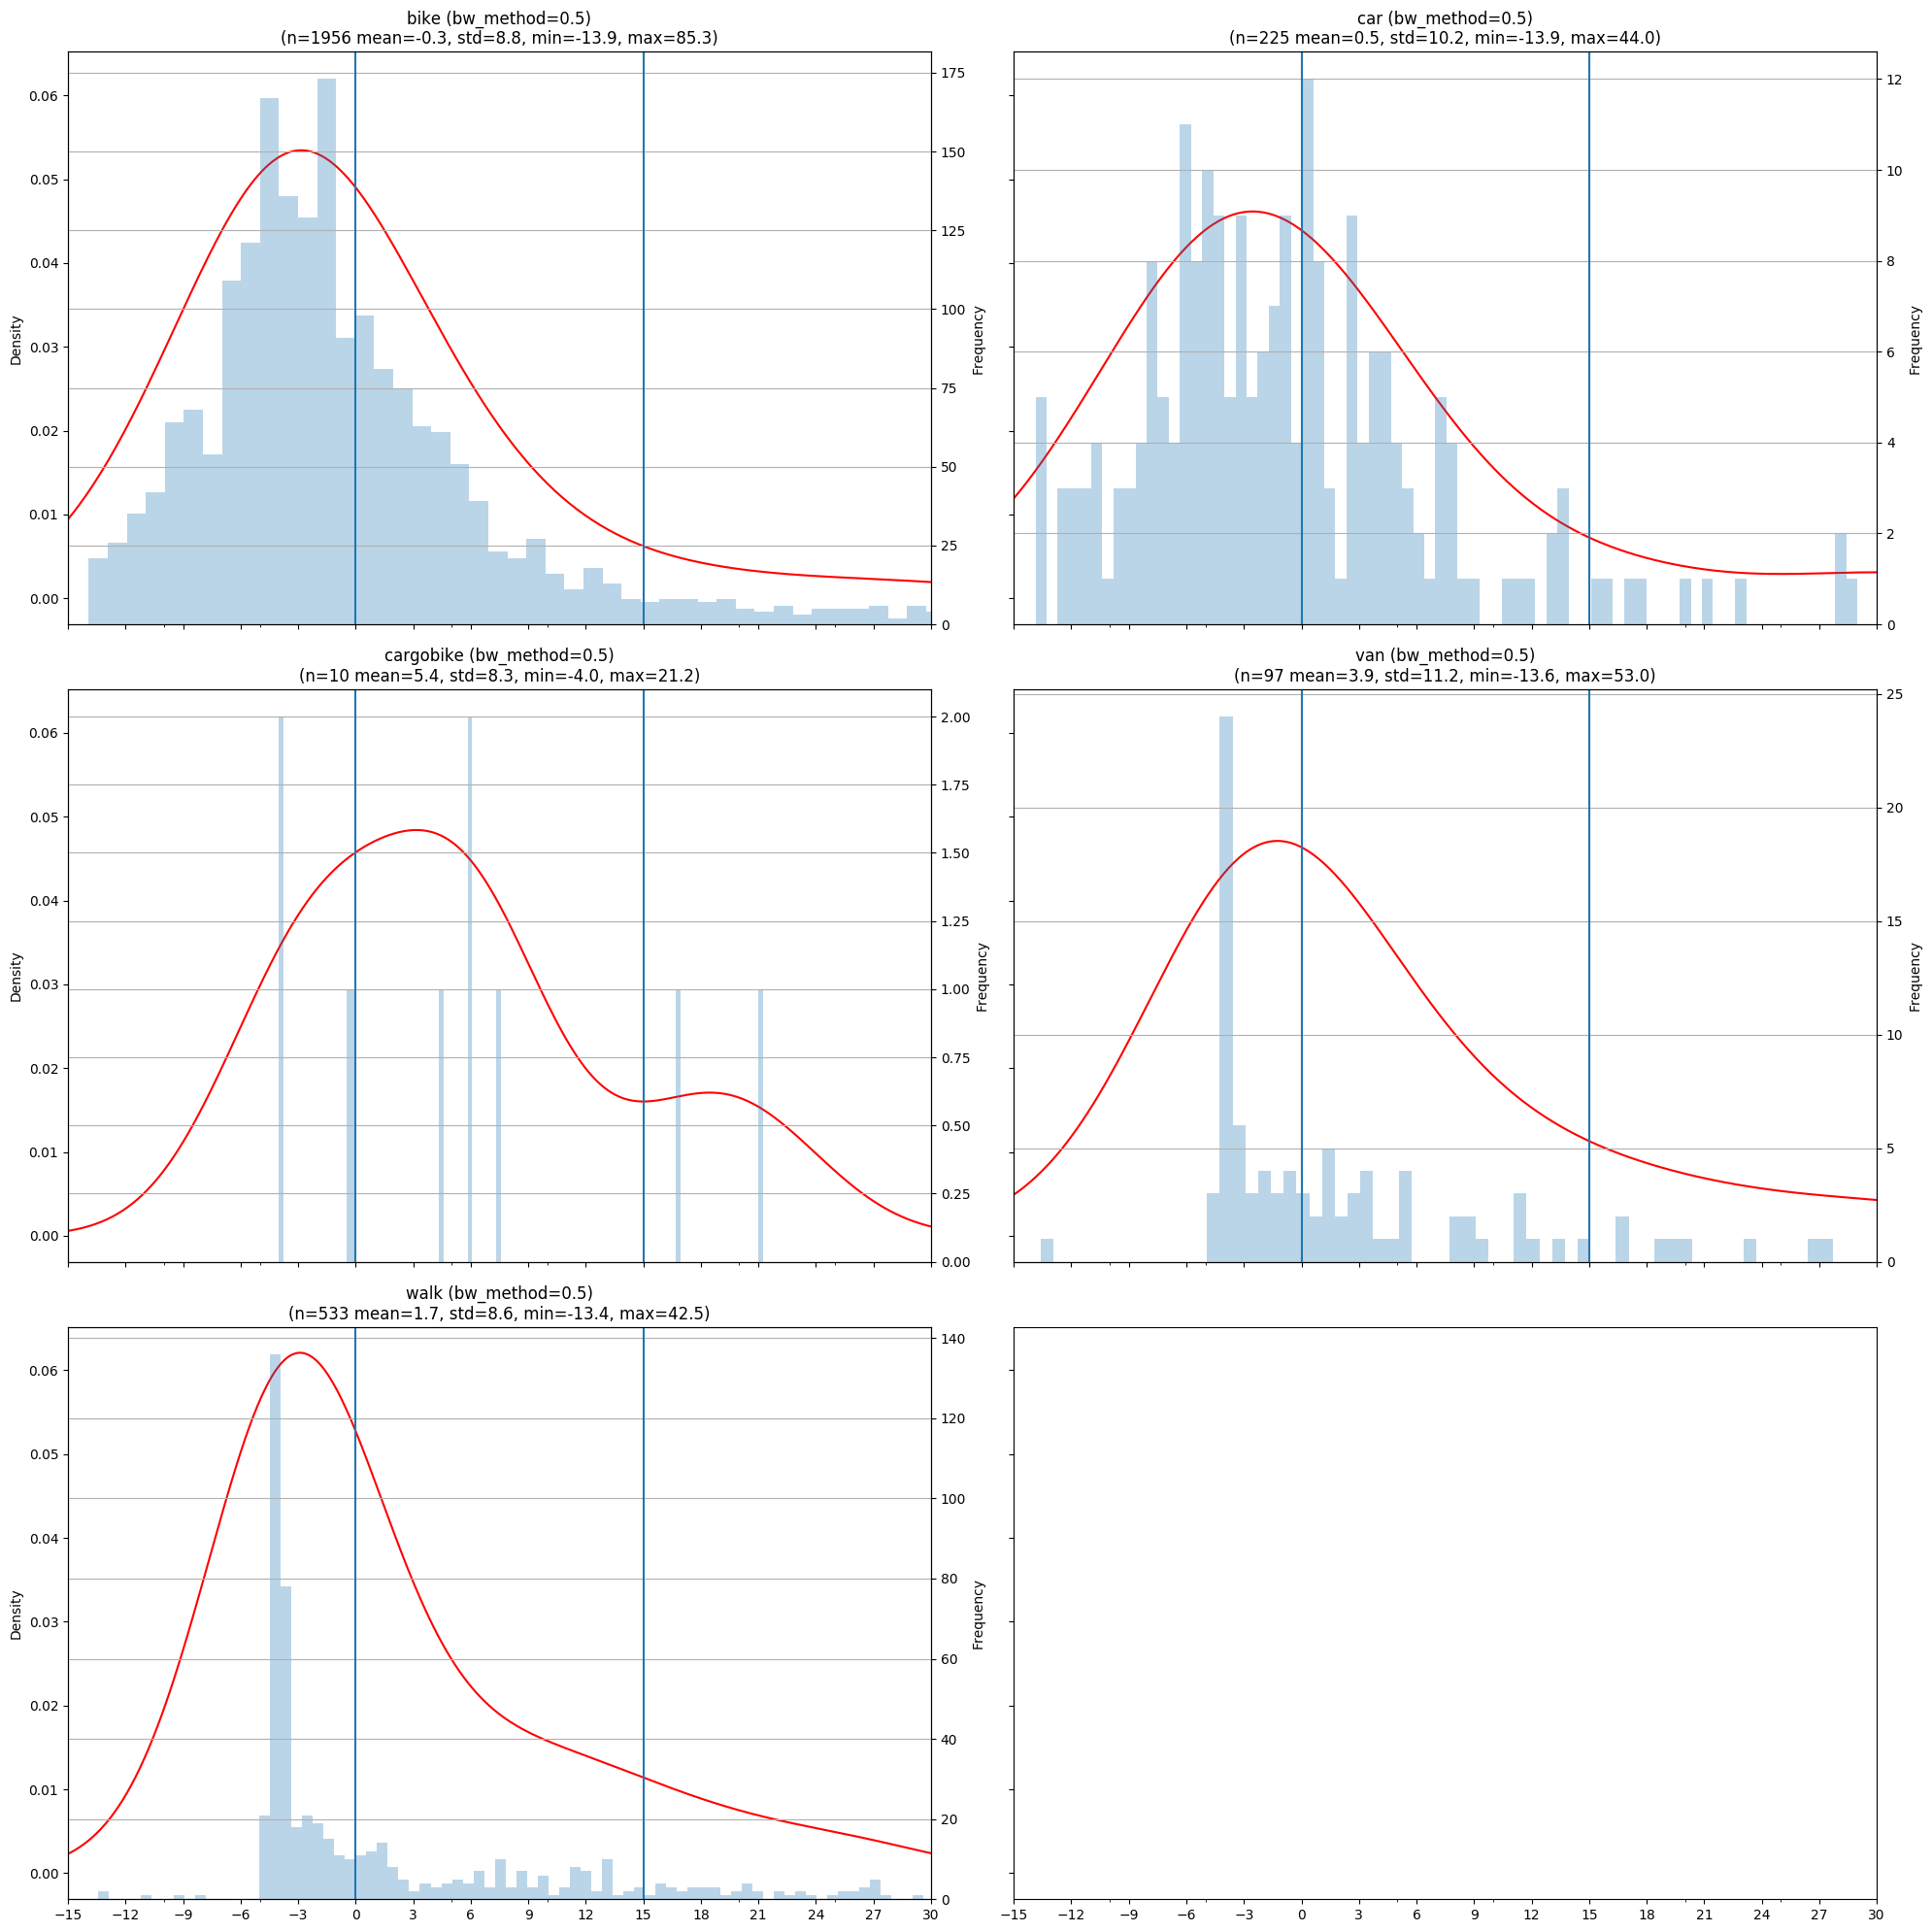 bike (bw_method=0.5)
(n=1956 mean=-0.3, std=8.8, min=-13.9, max=85.3)
0.06
0.05
0.04
0.03
0.02
0.01
0.00
Density
175
150
125
100
75
50
25
0
Frequency
car (bw_method=0.5)
(n=225 mean=0.5, std=10.2, min=-13.9, max=44.0)
12
10
8
6
4
2
0
Frequency
cargobike (bw_method=0.5)
(n=10 mean=5.4, std=8.3, min=-4.0, max=21.2)
0.06
0.05
0.04
0.03
0.02
0.01
0.00
Density
2.00
1.75
1.50
1.25
1.00
0.75
0.50
0.25
0.00
Frequency
van (bw_method=0.5)
(n=97 mean=3.9, std=11.2, min=-13.6, max=53.0)
25
20
15
10
5
0
Frequency
walk (bw_method=0.5)
(n=533 mean=1.7, std=8.6, min=-13.4, max=42.5)
0.06
0.05
0.04
0.03
0.02
0.01
0.00
Density
140
120
100
80
60
40
20
0
Frequency
−15 −12 −9 −6 −3 0 3 6 9 12 15 18 21 24 27 30
−15 −12 −9 −6 −3 0 3 6 9 12 15 18 21 24 27 30